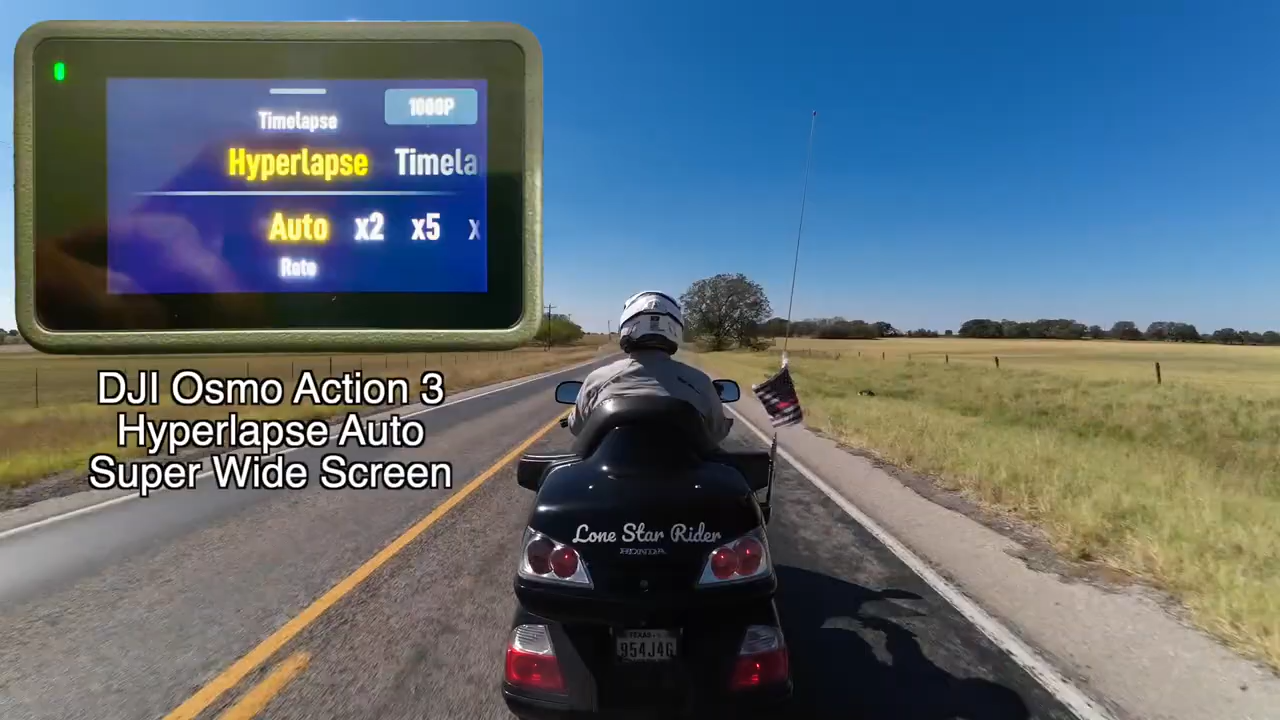 1080P
Timelapse
Hyperlapse Timela
Auto x2 x5 x
Rate
DJI Osmo Action 3
Hyperlapse Auto
Super Wide Screen
Lone Star Rider
HONDA
TEXAS
954J4G